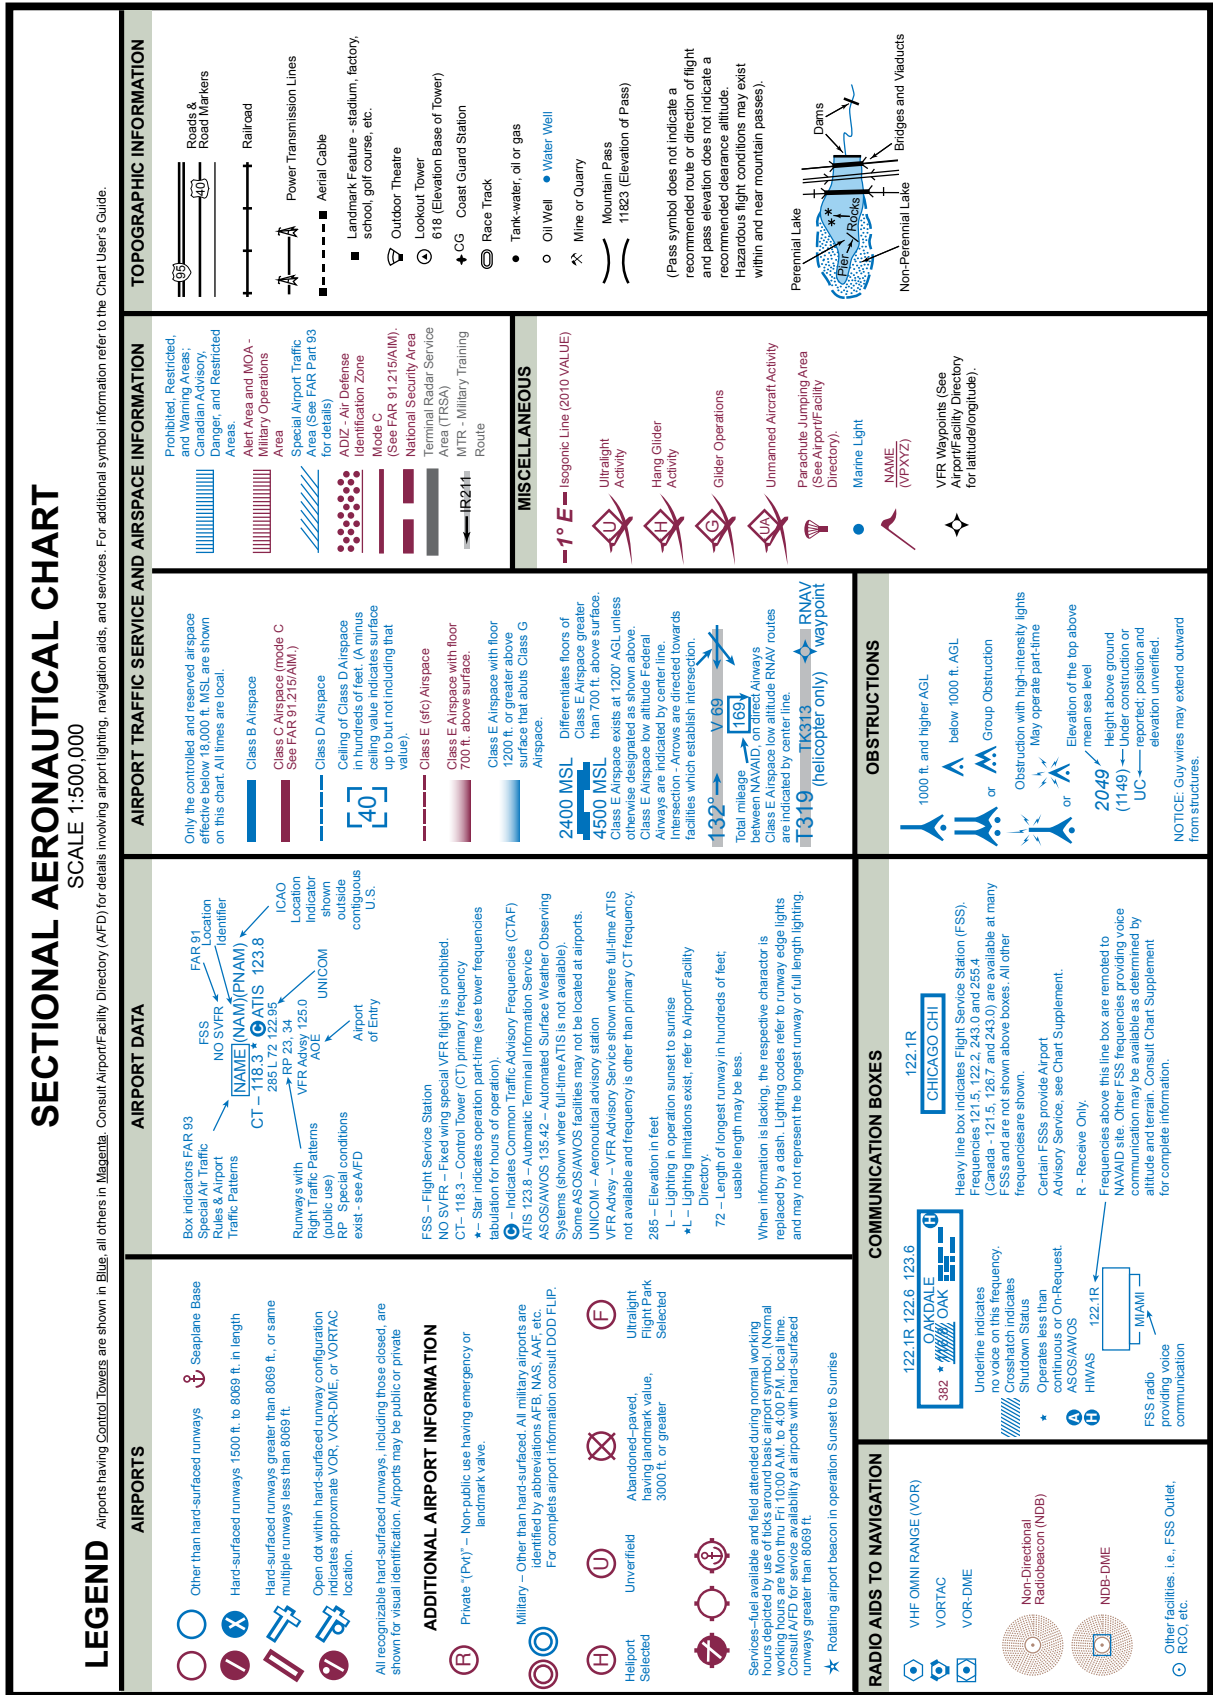 SECTIONAL AERONAUTICAL CHART
SCALE 1:500,000
LEGEND Airports having Control Towers are shown in Blue, all others in Magenta. Consult Airport/Facility Directory (A/FD) for details involving airport lighting, navigation aids, and services. For additional symbol information refer to the Chart User's Guide.
AIRPORTS
Other than hard-surfaced runways
Seaplane Base
Hard-surfaced runways 1500 ft. to 8069 ft. in length
Hard-surfaced runways greater than 8069 ft., or same
multiple runways less than 8069 ft.
Open dot within hard-surfaced runway configuration
indicates approximate VOR, VOR-DME, or VORTAC
location.
All recognizable hard-surfaced runways, including those closed, are
shown for visual identification. Airports may be public or private
ADDITIONAL AIRPORT INFORMATION
R
Private "(Pvt)" – Non-public use having emergency or
landmark valve.
Military – Other than hard-surfaced. All military airports are
identified by abbreviations AFB, NAS, AAF, etc.
For complete airport information consult DOD FLIP.
H
Heliport
Selected
U
Unverifield
Abandoned–paved,
having landmark value,
3000 ft. or greater
F
Ultralight
Flight Park
Selected
Services–fuel available and field attended during normal working
hours depicted by use of ticks around basic airport symbol. (Normal
working hours are Mon thru Fri 10:00 A.M. to 4:00 P.M. local time.
Consult A/FD for service availability at airports with hard-surfaced
runways greater than 8069 ft.
Rotating airport beacon in operation Sunset to Sunrise
AIRPORT DATA
Box indicators FAR 93
Special Air Traffic
Rules & Airport
Traffic Patterns
FSS
NO SVFR
FAR 91
Location
Identifier
NAME (NAM)(PNAM)
CT – 118.3 ★ C ATIS 123.8
285 L 72 122.95
RP 23, 34
VFR Advsy 125.0
AOE
ICAO
Location
Indicator
shown
outside
contiguous
U.S.
UNICOM
Airport
of Entry
Runways with
Right Traffic Patterns
(public use)
RP Special conditions
exist - see A/FD
FSS – Flight Service Station
NO SVFR – Fixed wing special VFR flight is prohibited.
CT– 118.3 – Control Tower (CT) primary frequency
★ – Star indicates operation part-time (see tower frequencies
tabulation for hours of operation).
C – Indicates Common Traffic Advisory Frequencies (CTAF)
ATIS 123.8 – Automatic Terminal Information Service
ASOS/AWOS 135.42 – Automated Surface Weather Observing
Systems (shown where full-time ATIS is not available).
Some ASOS/AWOS facilities may not be located at airports.
UNICOM – Aeronautical advisory station
VFR Advsy – VFR Advisory Service shown where full-time ATIS
not available and frequency is other than primary CT frequency.
285 – Elevation in feet
L – Lighting in operation sunset to sunrise
★L – Lighting limitations exist, refer to Airport/Facility
Directory.
72 – Length of longest runway in hundreds of feet;
usable length may be less.
When information is lacking, the respective charactor is
replaced by a dash. Lighting codes refer to runway edge lights
and may not represent the longest runway or full length lighting.
AIRPORT TRAFFIC SERVICE AND AIRSPACE INFORMATION
Only the controlled and reserved airspace
effective below 18,000 ft. MSL are shown
on this chart. All times are local.
Class B Airspace
Class C Airspace (mode C
See FAR 91.215/AIM.)
Class D Airspace
40
Ceiling of Class D Airspace
in hundreds of feet. (A minus
ceiling value indicates surface
up to but not including that
value).
Class E (sfc) Airspace
Class E Airspace with floor
700 ft. above surface.
Class E Airspace with floor
1200 ft. or greater above
surface that abuts Class G
Airspace.
2400 MSL
4500 MSL
Differentiates floors of
Class E Airspace greater
than 700 ft. above surface.
Class E Airspace exists at 1200' AGL unless
otherwise designated as shown above.
Class E Airspace low altitude Federal
Airways are indicated by center line.
Intersection - Arrows are directed towards
facilities which establish intersection.
132° V 69
169
Total mileage
between NAVAID, on direct Airways
Class E Airspace low altitude RNAV routes
are indicated by center line.
T319 TK313 RNAV
(helicopter only) waypoint
Prohibited, Restricted,
and Warning Areas;
Canadian Advisory,
Danger, and Restricted
Areas.
Alert Area and MOA -
Military Operations
Area
Special Airport Traffic
Area (See FAR Part 93
for details)
ADIZ - Air Defense
Identification Zone
Mode C
(See FAR 91.215/AIM).
National Security Area
Terminal Radar Service
Area (TRSA)
IR211
MTR - Military Training
Route
MISCELLANEOUS
1° E
Isogonic Line (2010 VALUE)
U
Ultralight
Activity
H
Hang Glider
Activity
G
Glider Operations
UA
Unmanned Aircraft Activity
Parachute Jumping Area
(See Airport/Facility
Directory).
Marine Light
NAME
(VPXYZ)
VFR Waypoints (See
Airport/Facility Directory
for latitude/longitude).
TOPOGRAPHIC INFORMATION
95
40
Roads &
Road Markers
Railroad
Power Transmission Lines
Aerial Cable
Landmark Feature - stadium, factory,
school, golf course, etc.
Outdoor Theatre
Lookout Tower
618 (Elevation Base of Tower)
CG Coast Guard Station
Race Track
Tank-water, oil or gas
Oil Well
Water Well
Mine or Quarry
Mountain Pass
11823 (Elevation of Pass)
(Pass symbol does not indicate a
recommended route or direction of flight
and pass elevation does not indicate a
recommended clearance altitude.
Hazardous flight conditions may exist
within and near mountain passes).
Perennial Lake
Pier
Rocks
Dams
Non-Perennial Lake
Bridges and Viaducts
RADIO AIDS TO NAVIGATION
VHF OMNI RANGE (VOR)
VORTAC
VOR-DME
Non-Directional
Radiobeacon (NDB)
NDB-DME
Other facilities. i.e., FSS Outlet,
RCO, etc.
COMMUNICATION BOXES
122.1R 122.6 123.6
OAKDALE
382 ★ OAK
H
Underline indicates
no voice on this frequency.
Crosshatch indicates
Shutdown Status
★ Operates less than
continuous or On-Request.
A ASOS/AWOS
H HIWAS
122.1R
MIAMI
FSS radio
providing voice
communication
122.1R
CHICAGO CHI
Heavy line box indicates Flight Service Station (FSS).
Frequencies 121.5, 122.2, 243.0 and 255.4
(Canada - 121.5, 126.7 and 243.0) are available at many
FSSs and are not shown above boxes. All other
frequencies are shown.
Certain FSSs provide Airport
Advisory Service, see Chart Supplement.
R - Receive Only.
Frequencies above this line box are remoted to
NAVAID site. Other FSS frequencies providing voice
communication may be available as determined by
altitude and terrain. Consult Chart Supplement
for complete information.
OBSTRUCTIONS
1000 ft. and higher AGL
below 1000 ft. AGL
or
Group Obstruction
Obstruction with high-intensity lights
May operate part-time
or
2049
(1149)
UC
Elevation of the top above
mean sea level
Height above ground
Under construction or
reported; position and
elevation unverified.
NOTICE: Guy wires may extend outward
from structures.